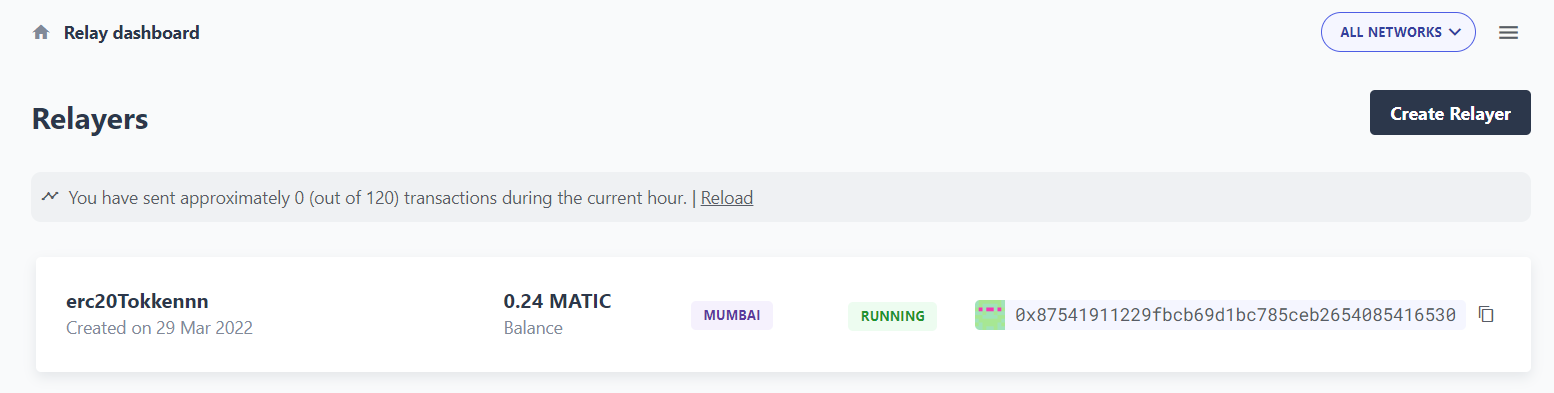 Relay dashboard
ALL NETWORKS
Relayers
Create Relayer
You have sent approximately 0 (out of 120) transactions during the current hour. | Reload
erc20Tokkennn
Created on 29 Mar 2022
0.24 MATIC
Balance
MUMBAI
RUNNING
0x87541911229fbcb69d1bc785ceb2654085416530